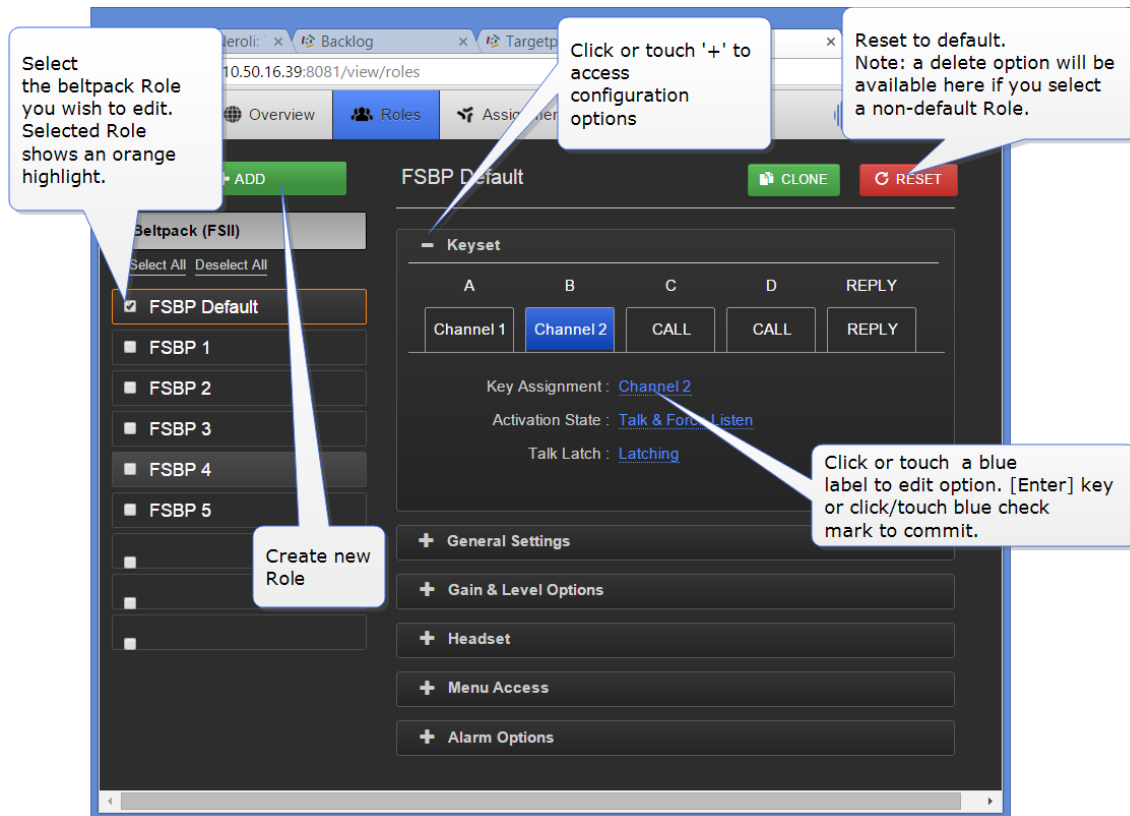 Select
the beltpack Role
you wish to edit.
Selected Role
shows an orange
highlight.
Click or touch '+' to
access
configuration
options
Reset to default.
Note: a delete option will be
available here if you select
a non-default Role.
Neroli:
Backlog
10.50.16.39:8081/view/roles
Overview
Roles
ADD
FSBP Default
CLONE
RESET
Beltpack (FSII)
Select All Deselect All
FSBP Default
FSBP 1
FSBP 2
FSBP 3
FSBP 4
FSBP 5
Keyset
A B C D REPLY
Channel 1 Channel 2 CALL CALL REPLY
Key Assignment : Channel 2
Activation State : Talk & Force Listen
Talk Latch : Latching
Click or touch a blue
label to edit option. [Enter] key
or click/touch blue check
mark to commit.
Create new
Role
General Settings
Gain & Level Options
Headset
Menu Access
Alarm Options